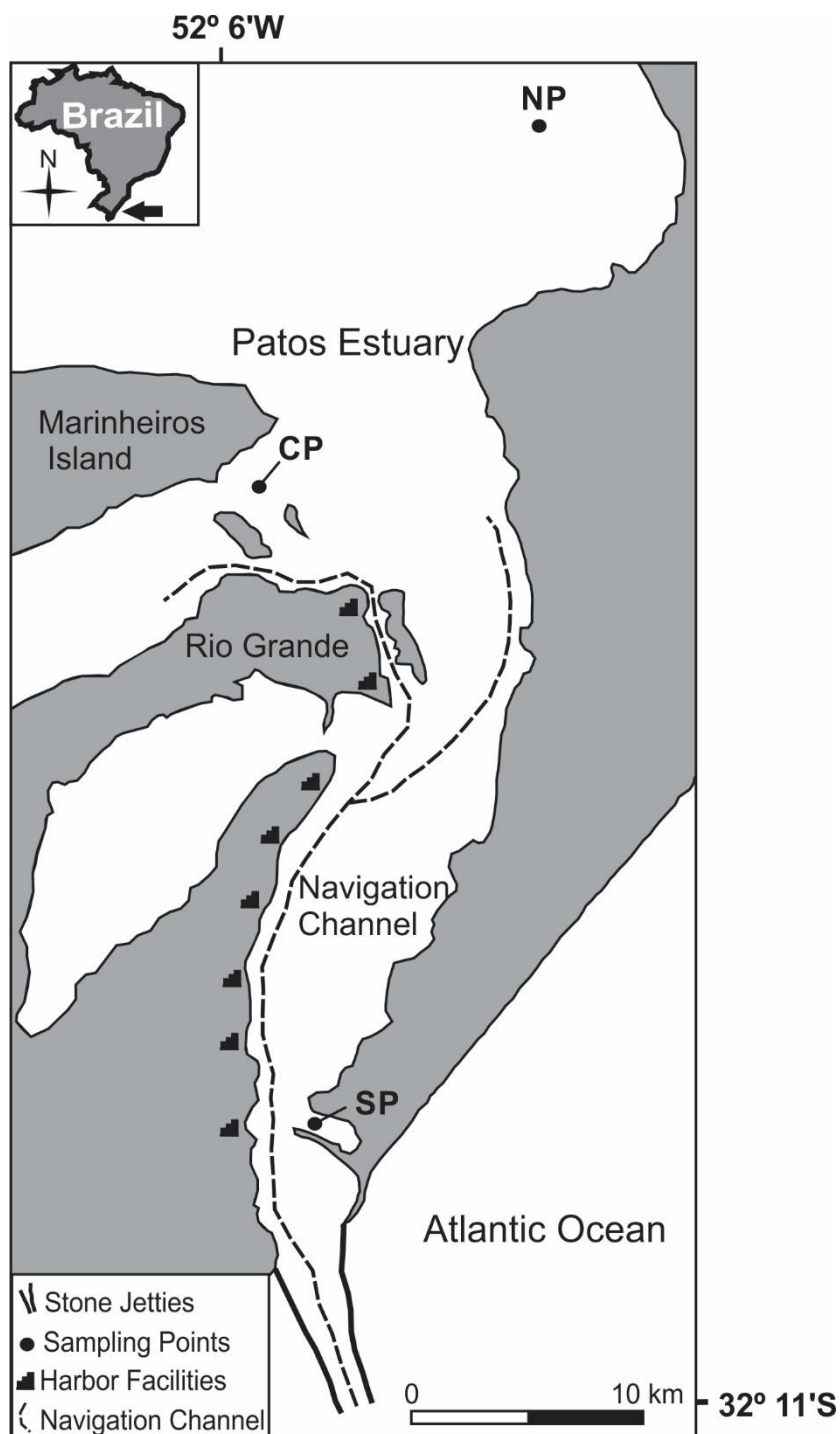 52º 6'W
Brazil
N
NP
Patos Estuary
Marinheiros
Island
CP
Rio Grande
Navigation
Channel
SP
Atlantic Ocean
Stone Jetties
Sampling Points
Harbor Facilities
Navigation Channel
0 10 km
32º 11'S